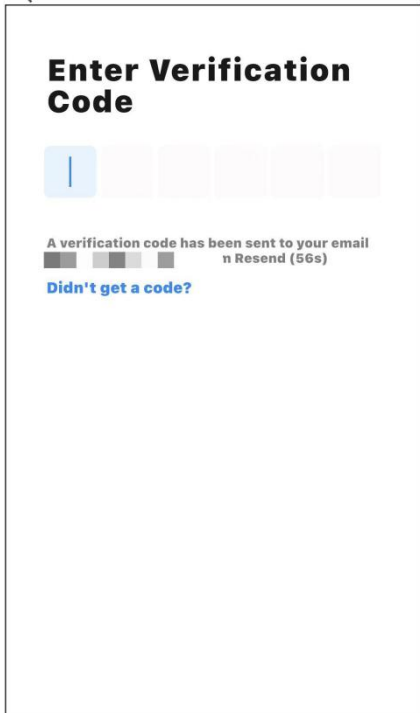 Enter Verification
Code
A verification code has been sent to your email
n Resend (56s)
Didn't get a code?